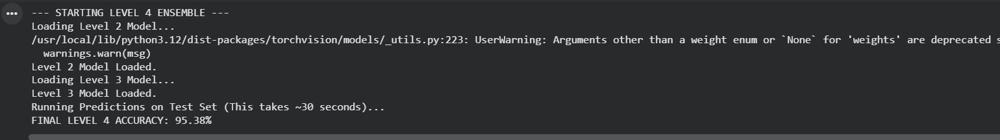 --- STARTING LEVEL 4 ENSEMBLE ---
Loading Level 2 Model...
/usr/local/lib/python3.12/dist-packages/torchvision/models/_utils.py:223: UserWarning: Arguments other than a weight enum or `None` for 'weights' are deprecated s
  warnings.warn(msg)
Level 2 Model Loaded.
Loading Level 3 Model...
Level 3 Model Loaded.
Running Predictions on Test Set (This takes ~30 seconds)...
FINAL LEVEL 4 ACCURACY: 95.38%